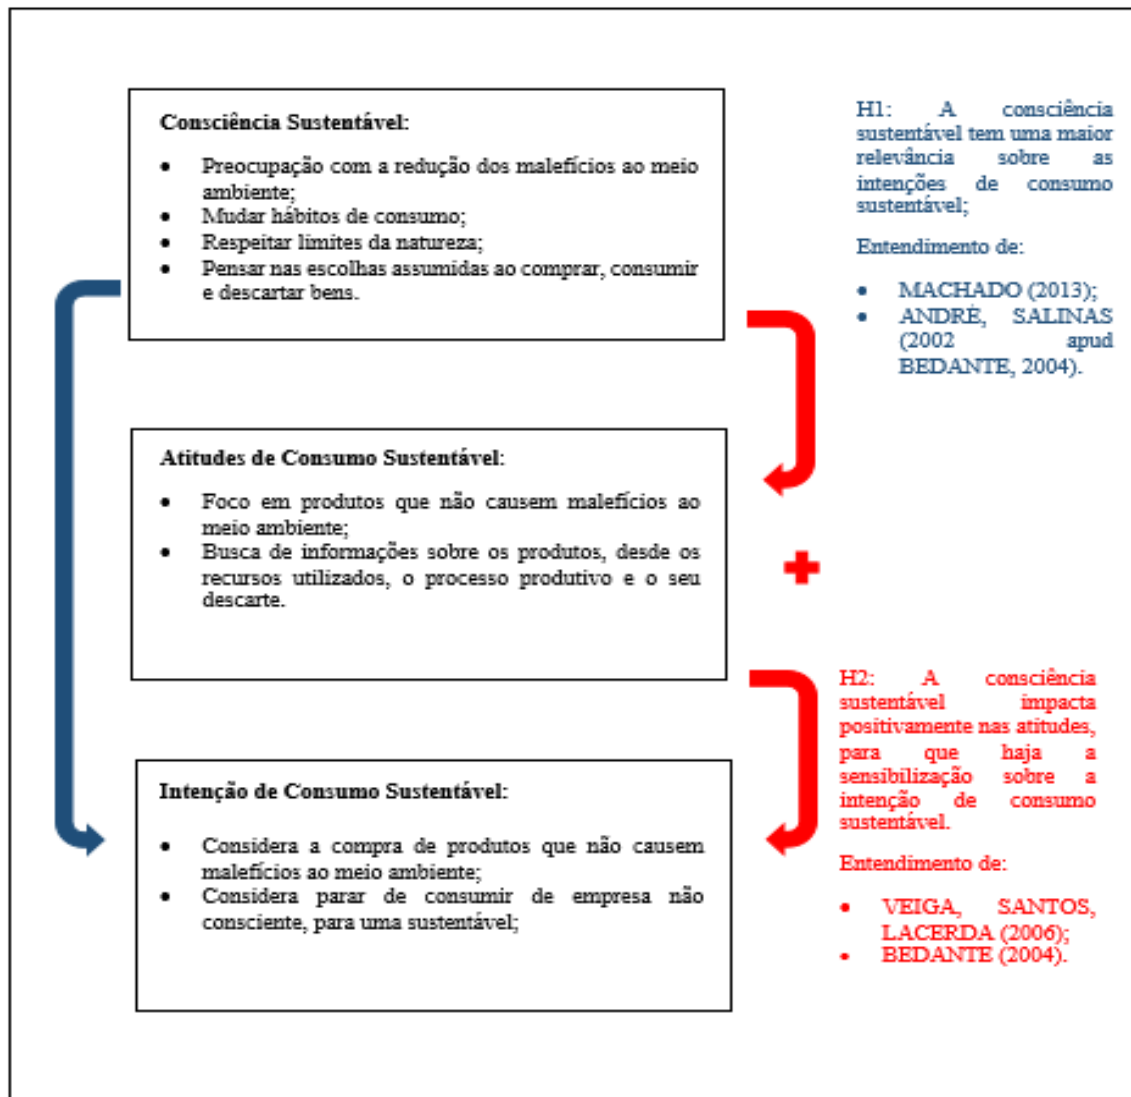 Consciência Sustentável:
• Preocupação com a redução dos malefícios ao meio
ambiente;
• Mudar hábitos de consumo;
• Respeitar limites da natureza;
• Pensar nas escolhas assumidas ao comprar, consumir
e descartar bens.
H1: A consciência
sustentável tem uma maior
relevância sobre as
intenções de consumo
sustentável;
Entendimento de:
• MACHADO (2013);
• ANDRÉ, SALINAS
(2002 apud
BEDANTE, 2004).
Atitudes de Consumo Sustentável:
• Foco em produtos que não causem malefícios ao
meio ambiente;
• Busca de informações sobre os produtos, desde os
recursos utilizados, o processo produtivo e o seu
descarte.
H2: A consciência
sustentável impacta
positivamente nas atitudes,
para que haja a
sensibilização sobre a
intenção de consumo
sustentável.
Entendimento de:
• VEIGA, SANTOS,
LACERDA (2006);
• BEDANTE (2004).
Intenção de Consumo Sustentável:
• Considera a compra de produtos que não causem
malefícios ao meio ambiente;
• Considera parar de consumir de empresa não
consciente, para uma sustentável;